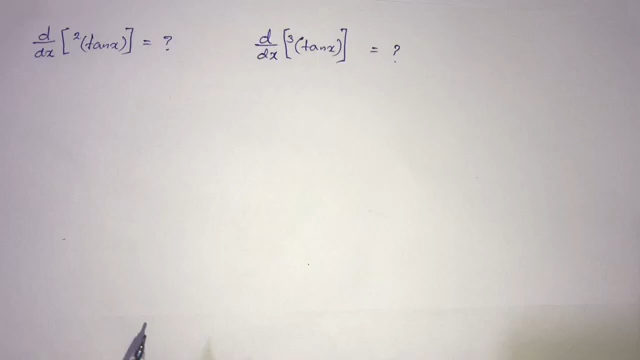 d/dx [²(tanx)] = ? d/dx [³(tanx)] = ?